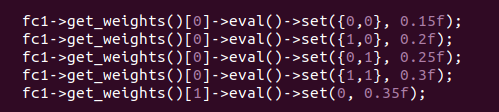 fc1->get_weights()[0]->eval()->set({0,0}, 0.15f);
fc1->get_weights()[0]->eval()->set({1,0}, 0.2f);
fc1->get_weights()[0]->eval()->set({0,1}, 0.25f);
fc1->get_weights()[0]->eval()->set({1,1}, 0.3f);
fc1->get_weights()[1]->eval()->set(0, 0.35f);